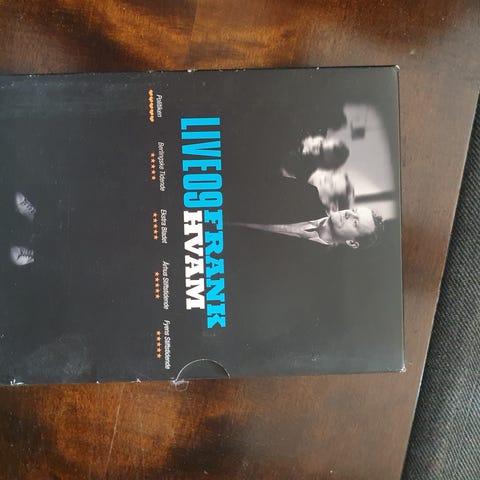 FRANK
HVAM
LIVE09
Politiken
Berlingske Tidende
Ekstra Bladet
Århus Stiftstidende
Fyens Stiftstidende